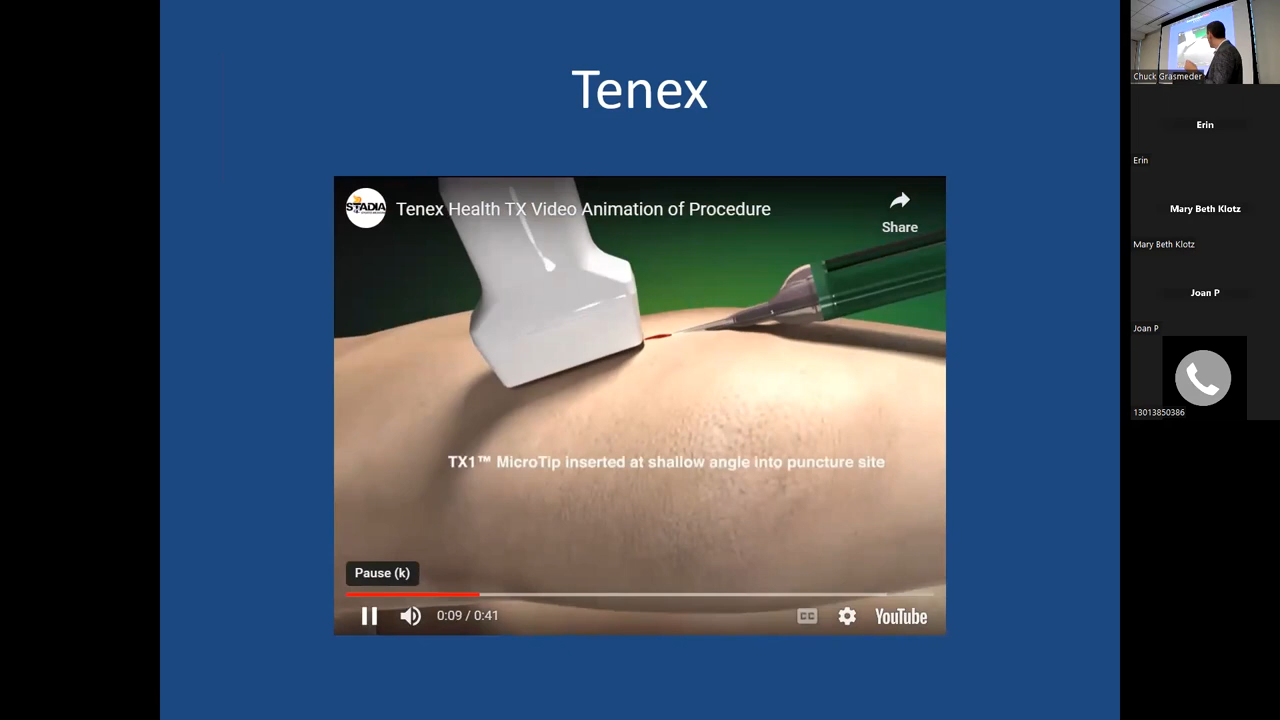 Tenex
STADIA
Tenex Health TX Video Animation of Procedure
Share
TX1™ MicroTip inserted at shallow angle into puncture site
Pause (k)
0:09 / 0:41
CC
YouTube
Chuck Grasmeder
Erin
Erin
Mary Beth Klotz
Mary Beth Klotz
Joan P
Joan P
13013850386